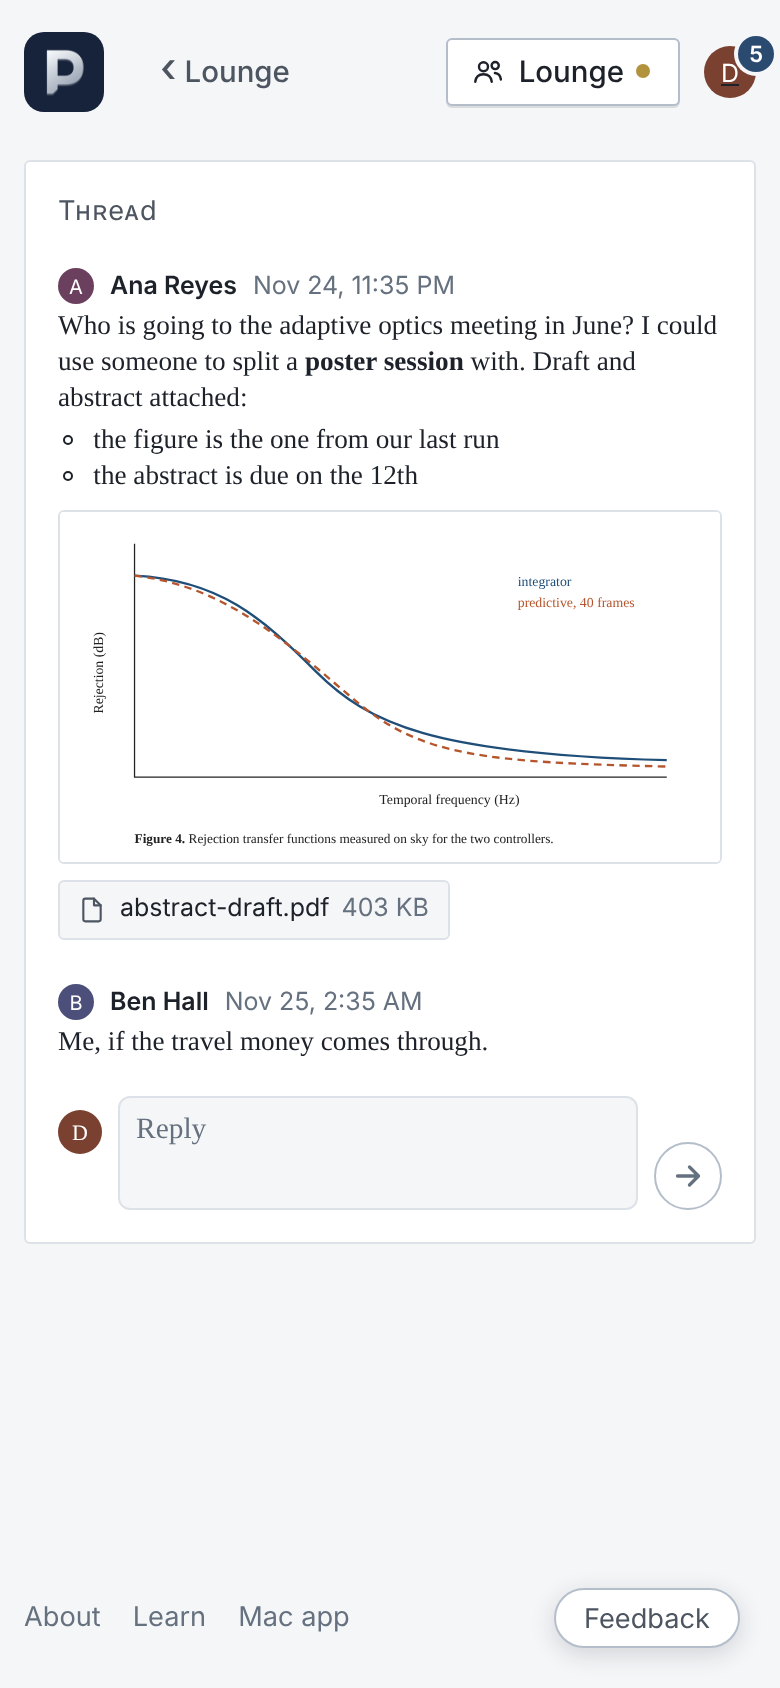 P
Lounge
Lounge
D
5
Thread
A Ana Reyes Nov 24, 11:35 PM
Who is going to the adaptive optics meeting in June? I could
use someone to split a poster session with. Draft and
abstract attached:
the figure is the one from our last run
the abstract is due on the 12th
integrator
predictive, 40 frames
Rejection (dB)
Temporal frequency (Hz)
Figure 4. Rejection transfer functions measured on sky for the two controllers.
abstract-draft.pdf 403 KB
B Ben Hall Nov 25, 2:35 AM
Me, if the travel money comes through.
D
Reply
About Learn Mac app
Feedback